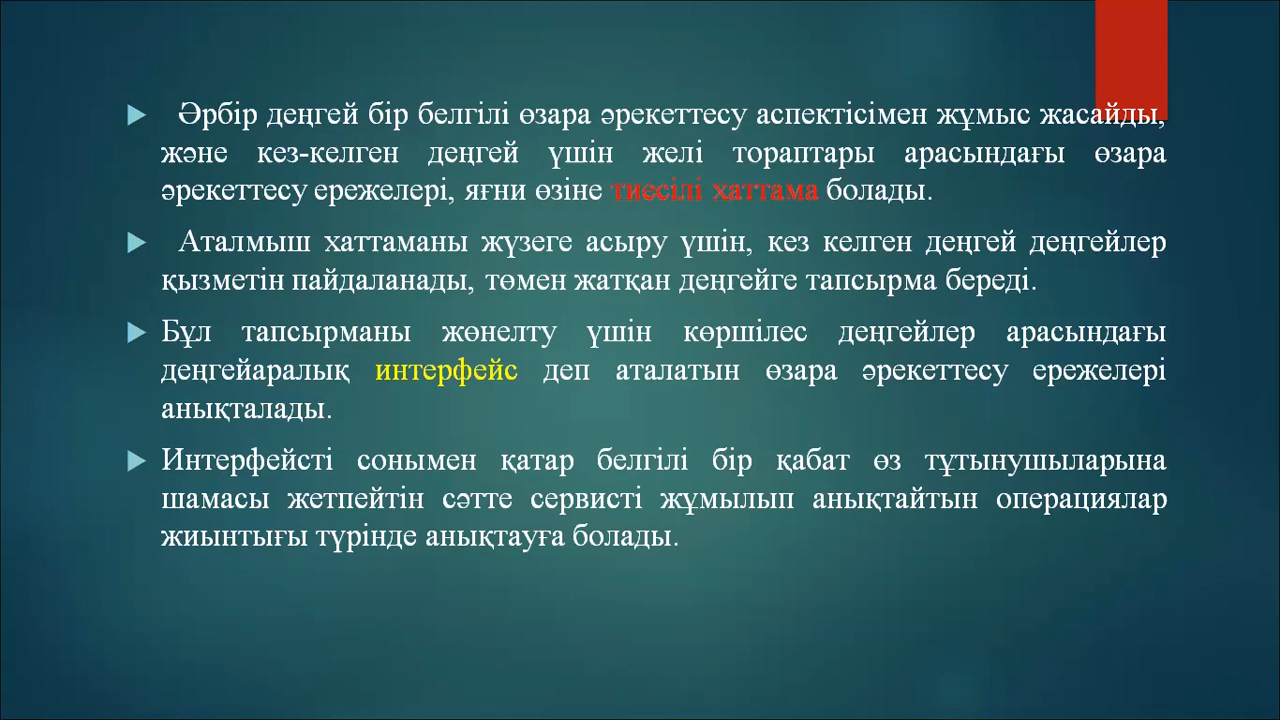 Әрбір деңгей бір белгілі өзара әрекеттесу аспектісімен жұмыс жасайды,
және кез-келген деңгей үшін желі тораптары арасындағы өзара
әрекеттесу ережелері, яғни өзіне тиесілі хаттама болады.
Аталмыш хаттаманы жүзеге асыру үшін, кез келген деңгей деңгейлер
қызметін пайдаланады, төмен жатқан деңгейге тапсырма береді.
Бұл тапсырманы жөнелту үшін көршілес деңгейлер арасындағы
деңгейаралық интерфейс деп аталатын өзара әрекеттесу ережелері
анықталады.
Интерфейсті сонымен қатар белгілі бір қабат өз тұтынушыларына
шамасы жетпейтін сәтте сервисті жұмылып анықтайтын операциялар
жиынтығы түрінде анықтауға болады.